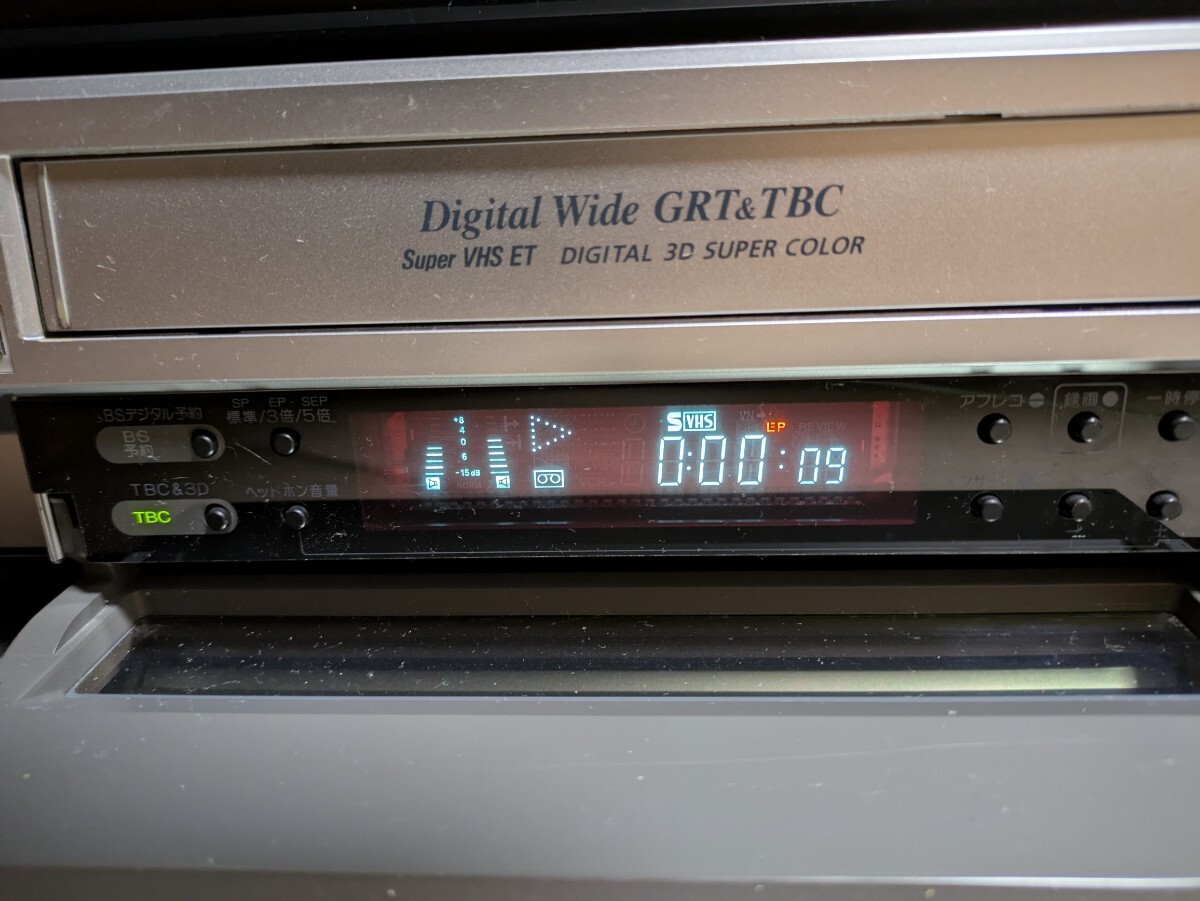 Digital Wide GRT&TBC
Super VHS ET DIGITAL 3D SUPER COLOR
BSデジタル予約
SP EP・SEP
標準/3倍/5倍
BS
予約
TBC&3D
ヘッドホン音量
TBC
+8
4
0
6
-15dB
S VHS
EP
REVIEW
0:00:09
VCR
アフレコ
録画
一時停